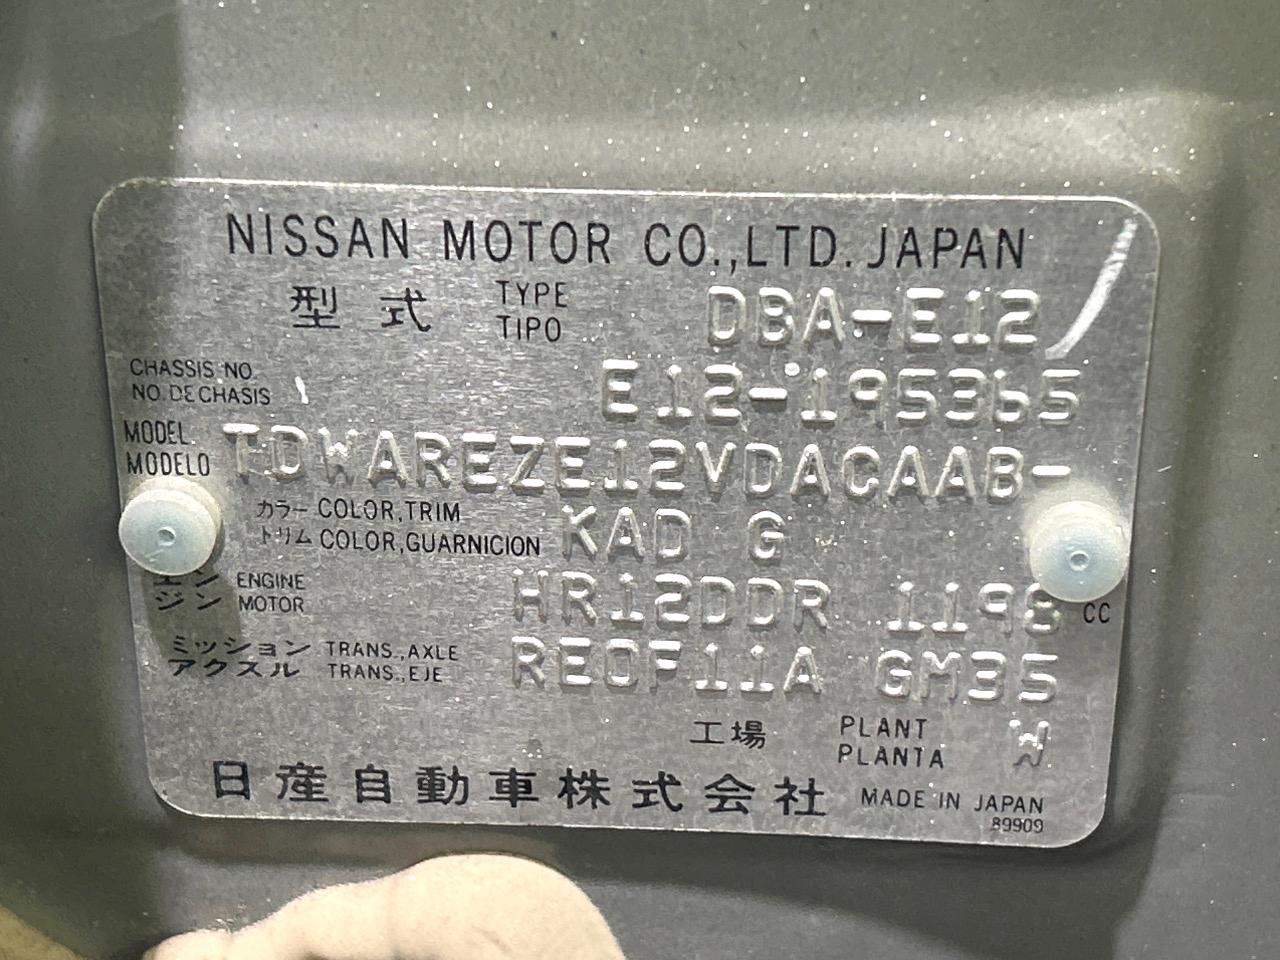 NISSAN MOTOR CO.,LTD. JAPAN
型式 TYPE DBA-E12
TIPO
CHASSIS NO. E12-195365
NO. DE CHASIS
MODEL. TDWAREZE12VDACAAB-
MODELO
カラー COLOR,TRIM KAD G
トリム COLOR,GUARNICION
エン ENGINE HR12DDR 1198 CC
ジン MOTOR
ミッション TRANS.,AXLE RE0F11A GM35
アクスル TRANS.,EJE
工場 PLANT W
PLANTA
日産自動車株式会社 MADE IN JAPAN
89909